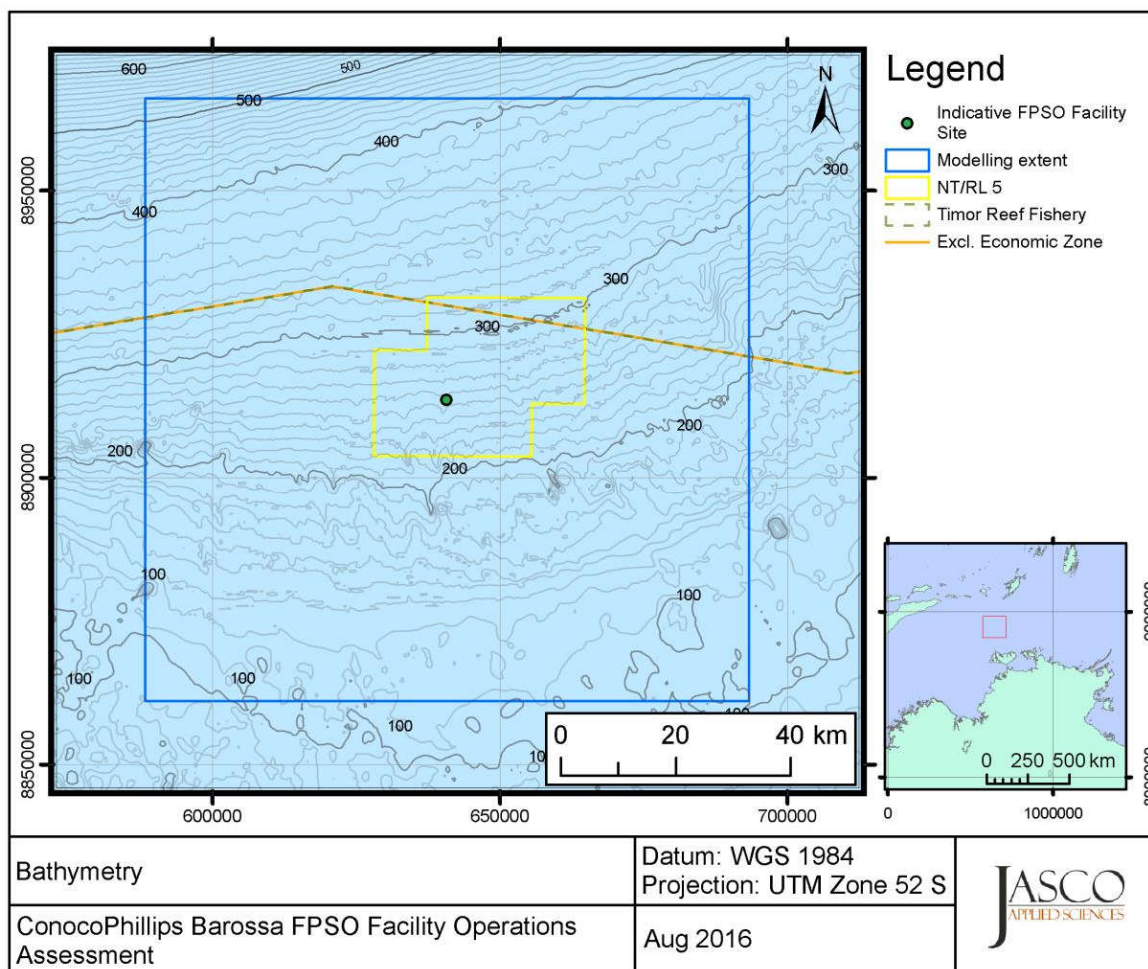 600
500
500
400
400
300
300
300
200
200
200
100
100
100
100
100
8950000
8900000
8850000
600000
650000
700000
0 20 40 km
N
Legend
Indicative FPSO Facility
Site
Modelling extent
NT/RL 5
Timor Reef Fishery
Excl. Economic Zone
0 250 500 km
0
1000000
Bathymetry
Datum: WGS 1984
Projection: UTM Zone 52 S
ConocoPhillips Barossa FPSO Facility Operations
Assessment
Aug 2016
JASCO
APPLIED SCIENCES